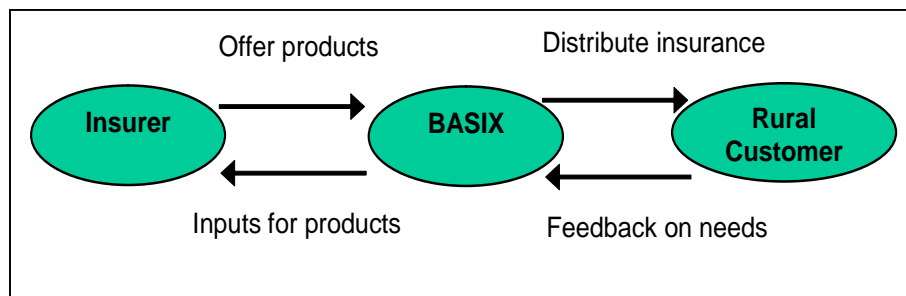 Offer products
Distribute insurance
Insurer
BASIX
Rural
Customer
Inputs for products
Feedback on needs